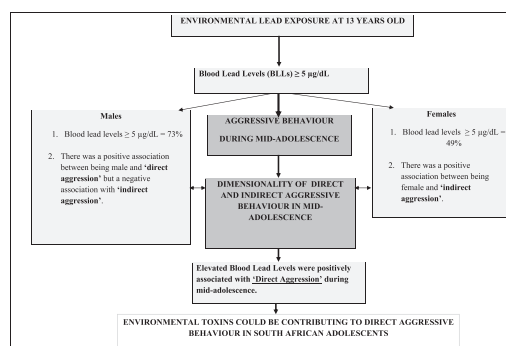 ENVIRONMENTAL LEAD EXPOSURE AT 13 YEARS OLD
Blood Lead Levels (BLLs) ≥ 5 µg/dL
Males
1. Blood lead levels ≥ 5 µg/dL = 73%
2. There was a positive association
between being male and ‘direct
aggression’ but a negative
association with ‘indirect
aggression’.
AGGRESSIVE BEHAVIOUR
DURING MID-ADOLESCENCE
Females
1. Blood lead levels ≥ 5 µg/dL =
49%
2. There was a positive
association between being
female and ‘indirect
aggression’.
DIMENSIONALITY OF DIRECT
AND INDIRECT AGGRESSIVE
BEHAVIOUR IN MID-
ADOLESCENCE
Elevated Blood Lead Levels were positively
associated with ‘Direct Aggression’ during
mid-adolescence.
ENVIRONMENTAL TOXINS COULD BE CONTRIBUTING TO DIRECT AGGRESSIVE
BEHAVIOUR IN SOUTH AFRICAN ADOLESCENTS